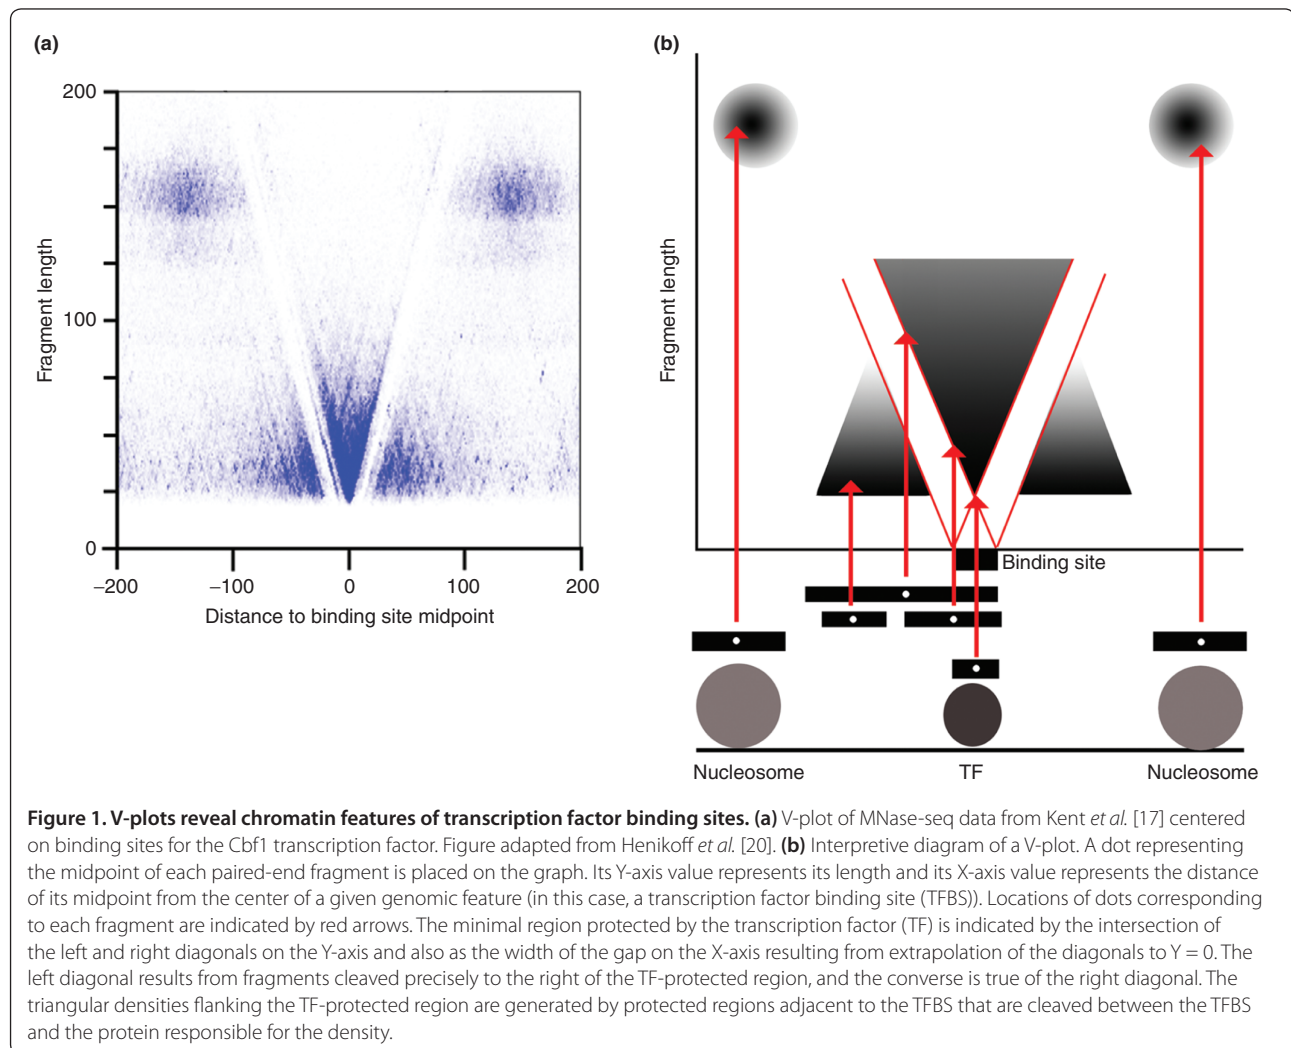 (a)
200
100
0
Fragment length
−200
−100
0
100
200
Distance to binding site midpoint
(b)
Fragment length
Binding site
Nucleosome
TF
Nucleosome
Figure 1. V-plots reveal chromatin features of transcription factor binding sites. (a) V-plot of MNase-seq data from Kent et al. [17] centered
on binding sites for the Cbf1 transcription factor. Figure adapted from Henikoff et al. [20]. (b) Interpretive diagram of a V-plot. A dot representing
the midpoint of each paired-end fragment is placed on the graph. Its Y-axis value represents its length and its X-axis value represents the distance
of its midpoint from the center of a given genomic feature (in this case, a transcription factor binding site (TFBS)). Locations of dots corresponding
to each fragment are indicated by red arrows. The minimal region protected by the transcription factor (TF) is indicated by the intersection of
the left and right diagonals on the Y-axis and also as the width of the gap on the X-axis resulting from extrapolation of the diagonals to Y = 0. The
left diagonal results from fragments cleaved precisely to the right of the TF-protected region, and the converse is true of the right diagonal. The
triangular densities flanking the TF-protected region are generated by protected regions adjacent to the TFBS that are cleaved between the TFBS
and the protein responsible for the density.